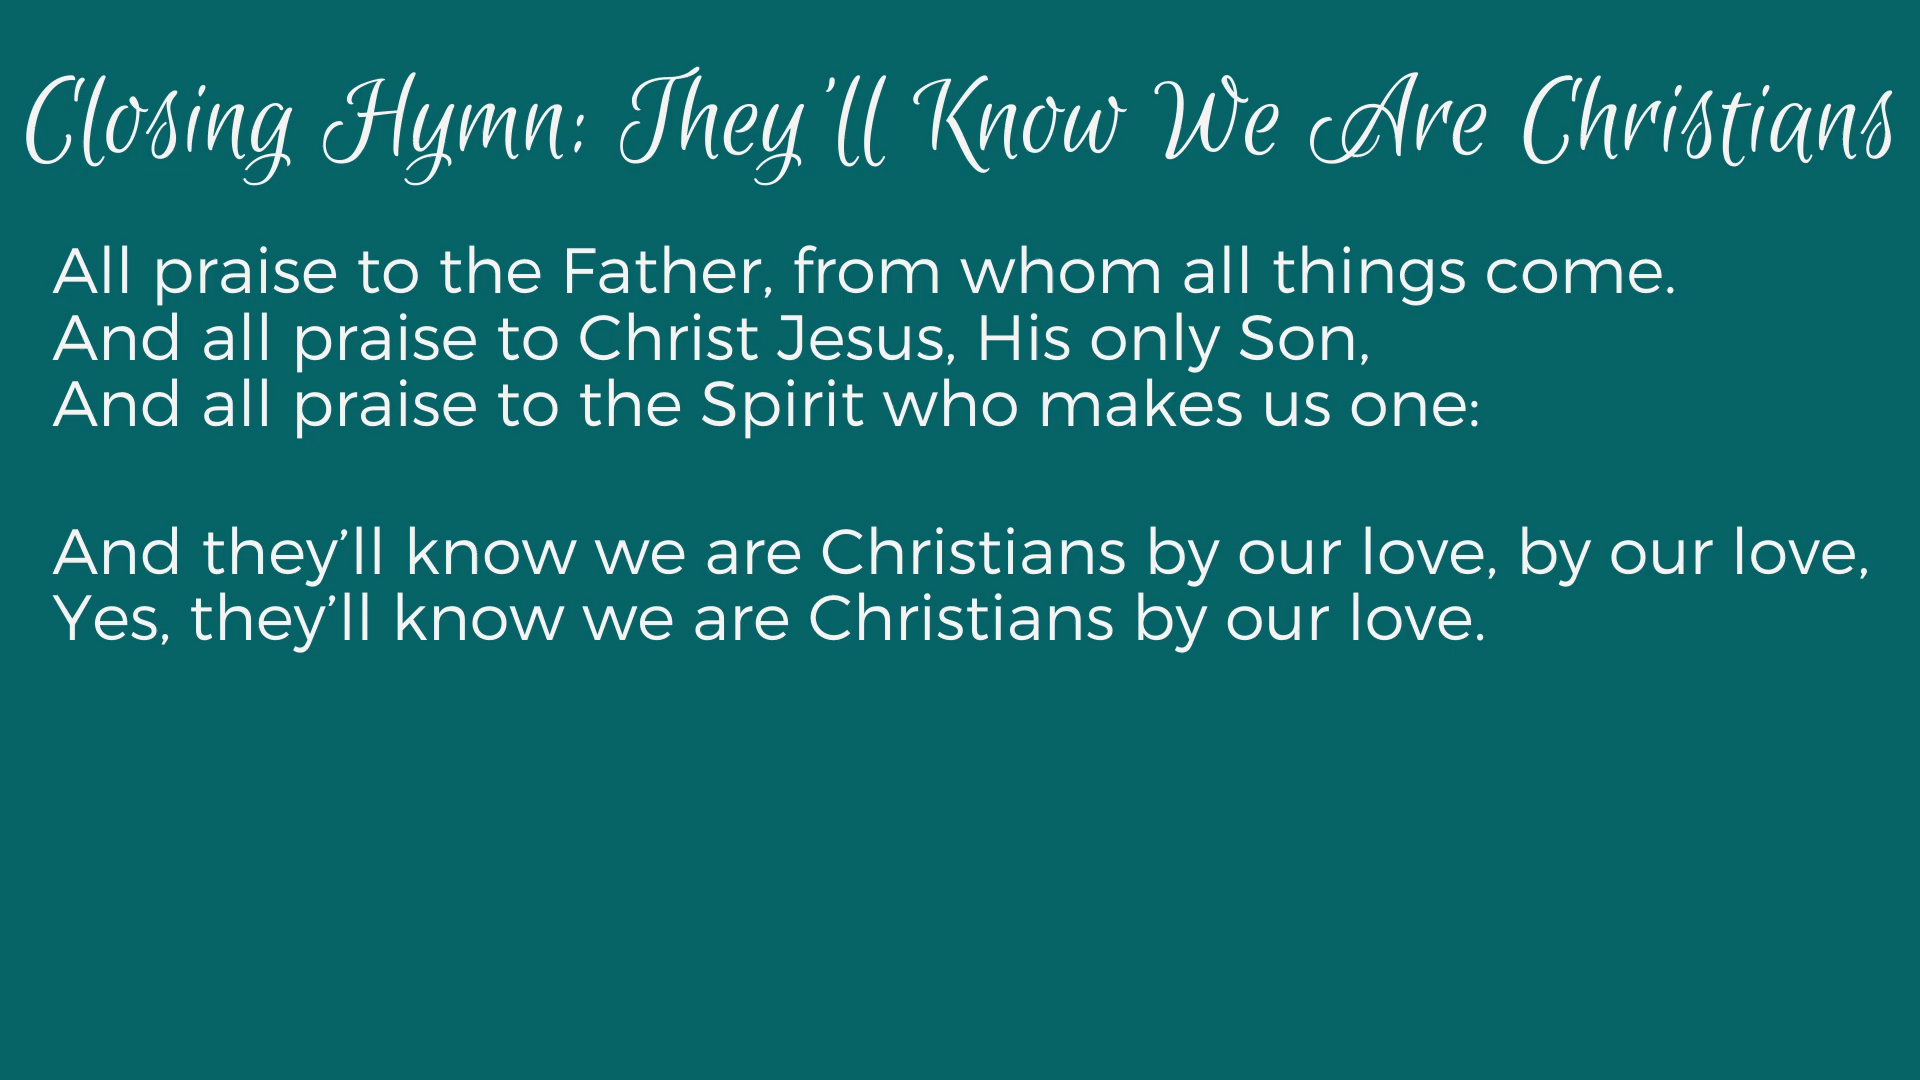 Closing Hymn: They'll Know We Are Christians
All praise to the Father, from whom all things come.
And all praise to Christ Jesus, His only Son,
And all praise to the Spirit who makes us one:
And they’ll know we are Christians by our love, by our love,
Yes, they’ll know we are Christians by our love.